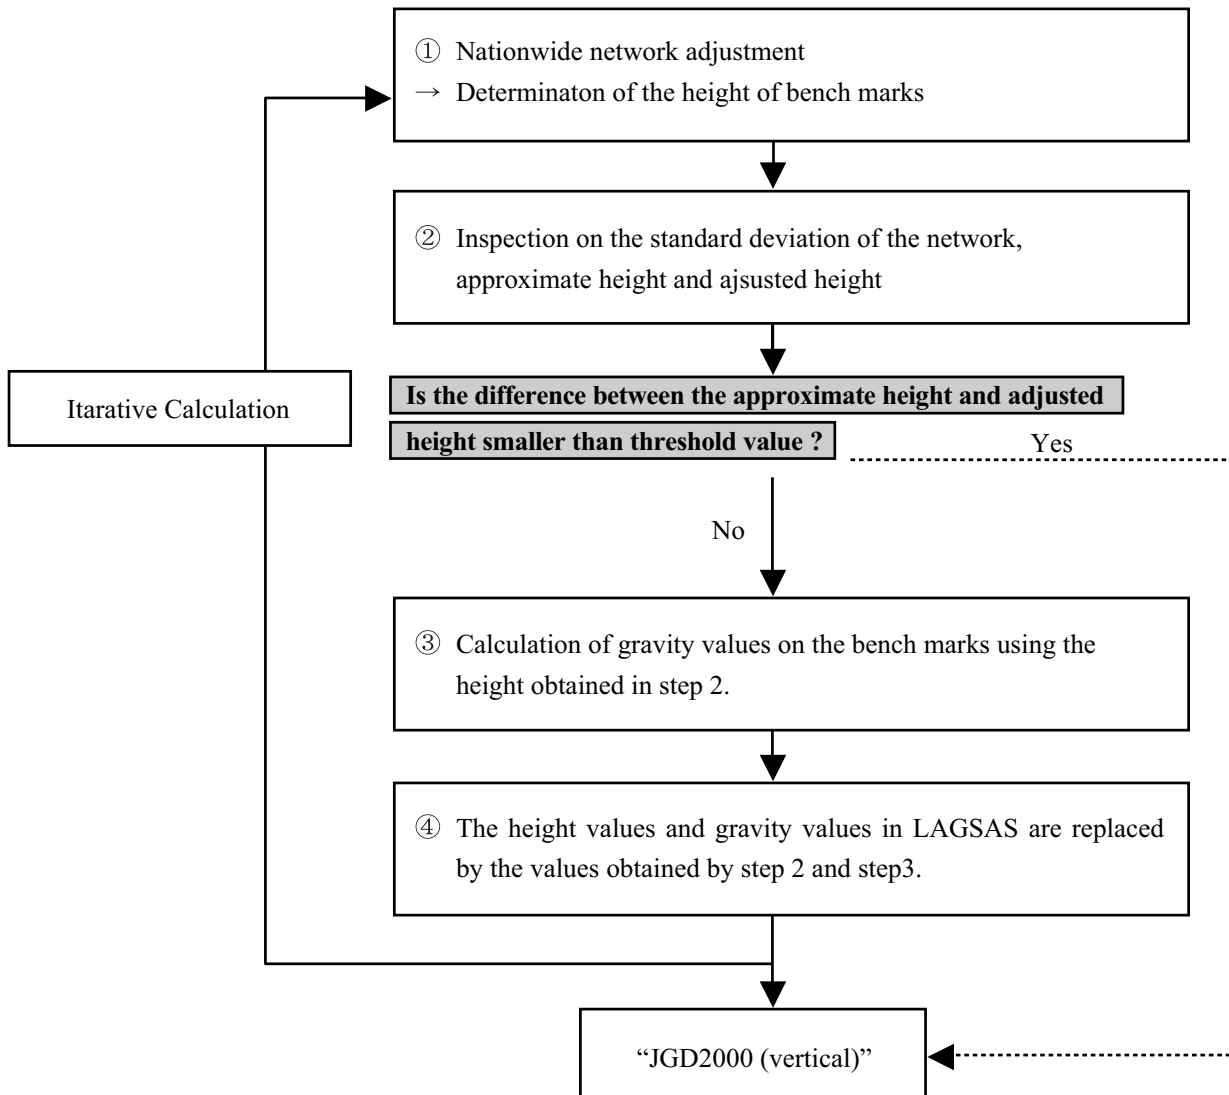 ① Nationwide network adjustment
→ Determinaton of the height of bench marks
② Inspection on the standard deviation of the network,
approximate height and ajsusted height
Itarative Calculation
Is the difference between the approximate height and adjusted
height smaller than threshold value ?
Yes
No
③ Calculation of gravity values on the bench marks using the
height obtained in step 2.
④ The height values and gravity values in LAGSAS are replaced
by the values obtained by step 2 and step3.
“JGD2000 (vertical)”